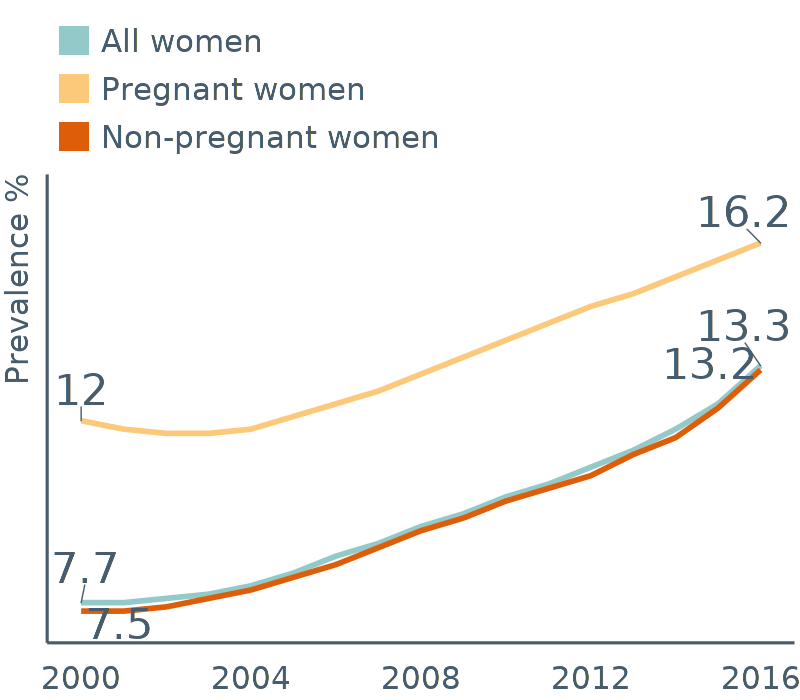 All women
Pregnant women
Non-pregnant women
Prevalence %
16.2
13.3
13.2
12
7.7
7.5
2000 2004 2008 2012 2016